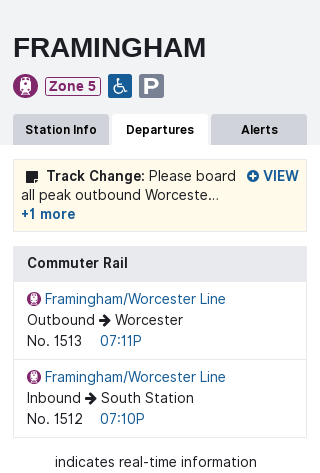 FRAMINGHAM
Zone 5 P
Station Info Departures Alerts
Track Change: Please board VIEW
all peak outbound Worceste...
+1 more
Commuter Rail
Framingham/Worcester Line
Outbound → Worcester
No. 1513 07:11P
Framingham/Worcester Line
Inbound → South Station
No. 1512 07:10P
indicates real-time information